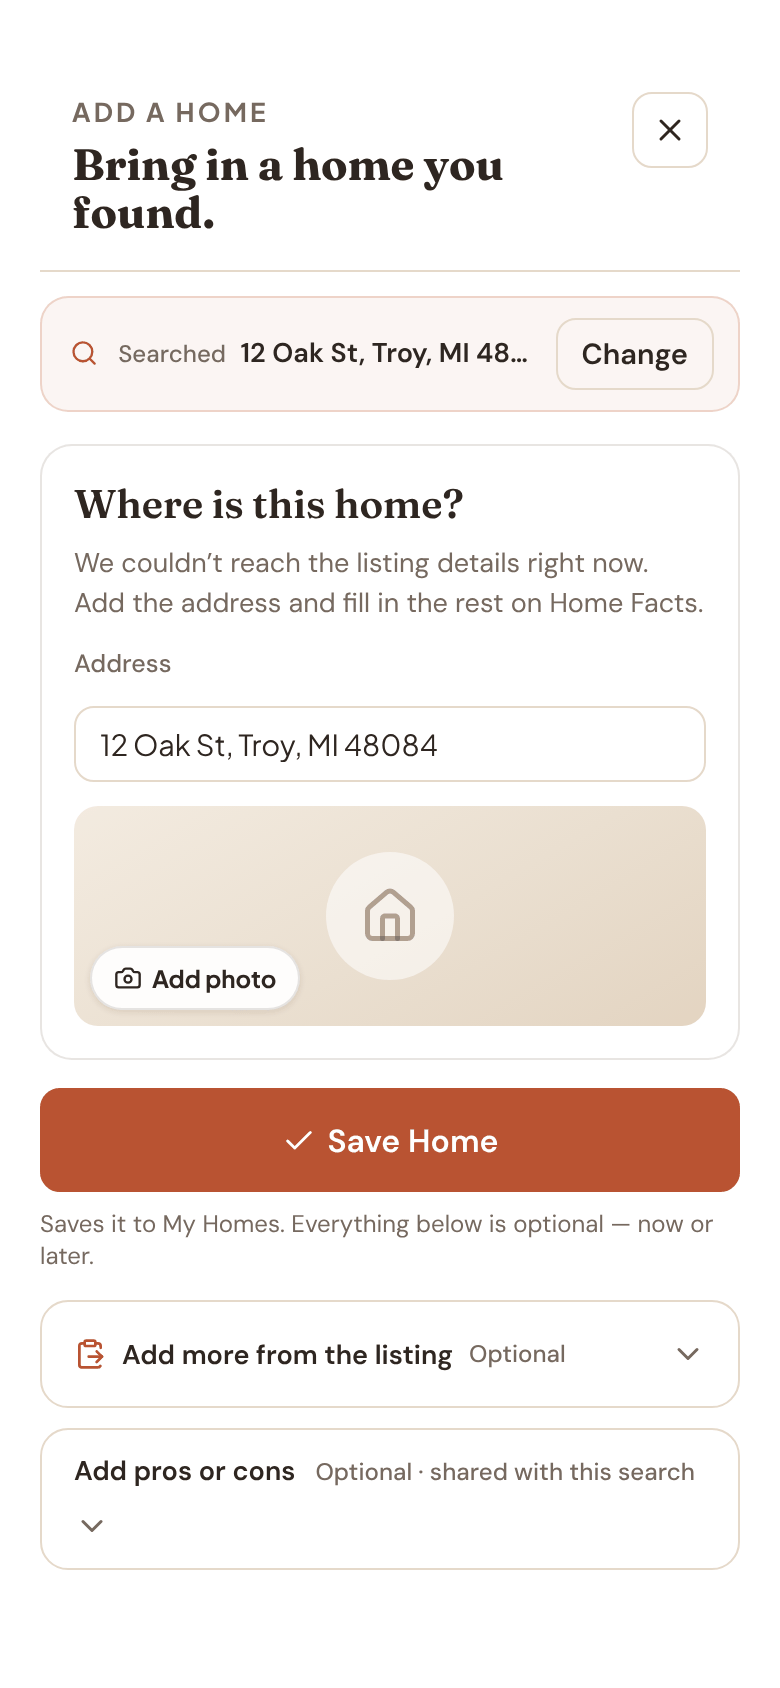 ADD A HOME
Bring in a home you
found.
Searched 12 Oak St, Troy, MI 48... Change
Where is this home?
We couldn’t reach the listing details right now.
Add the address and fill in the rest on Home Facts.
Address
12 Oak St, Troy, MI 48084
Add photo
Save Home
Saves it to My Homes. Everything below is optional — now or
later.
Add more from the listing Optional
Add pros or cons Optional · shared with this search